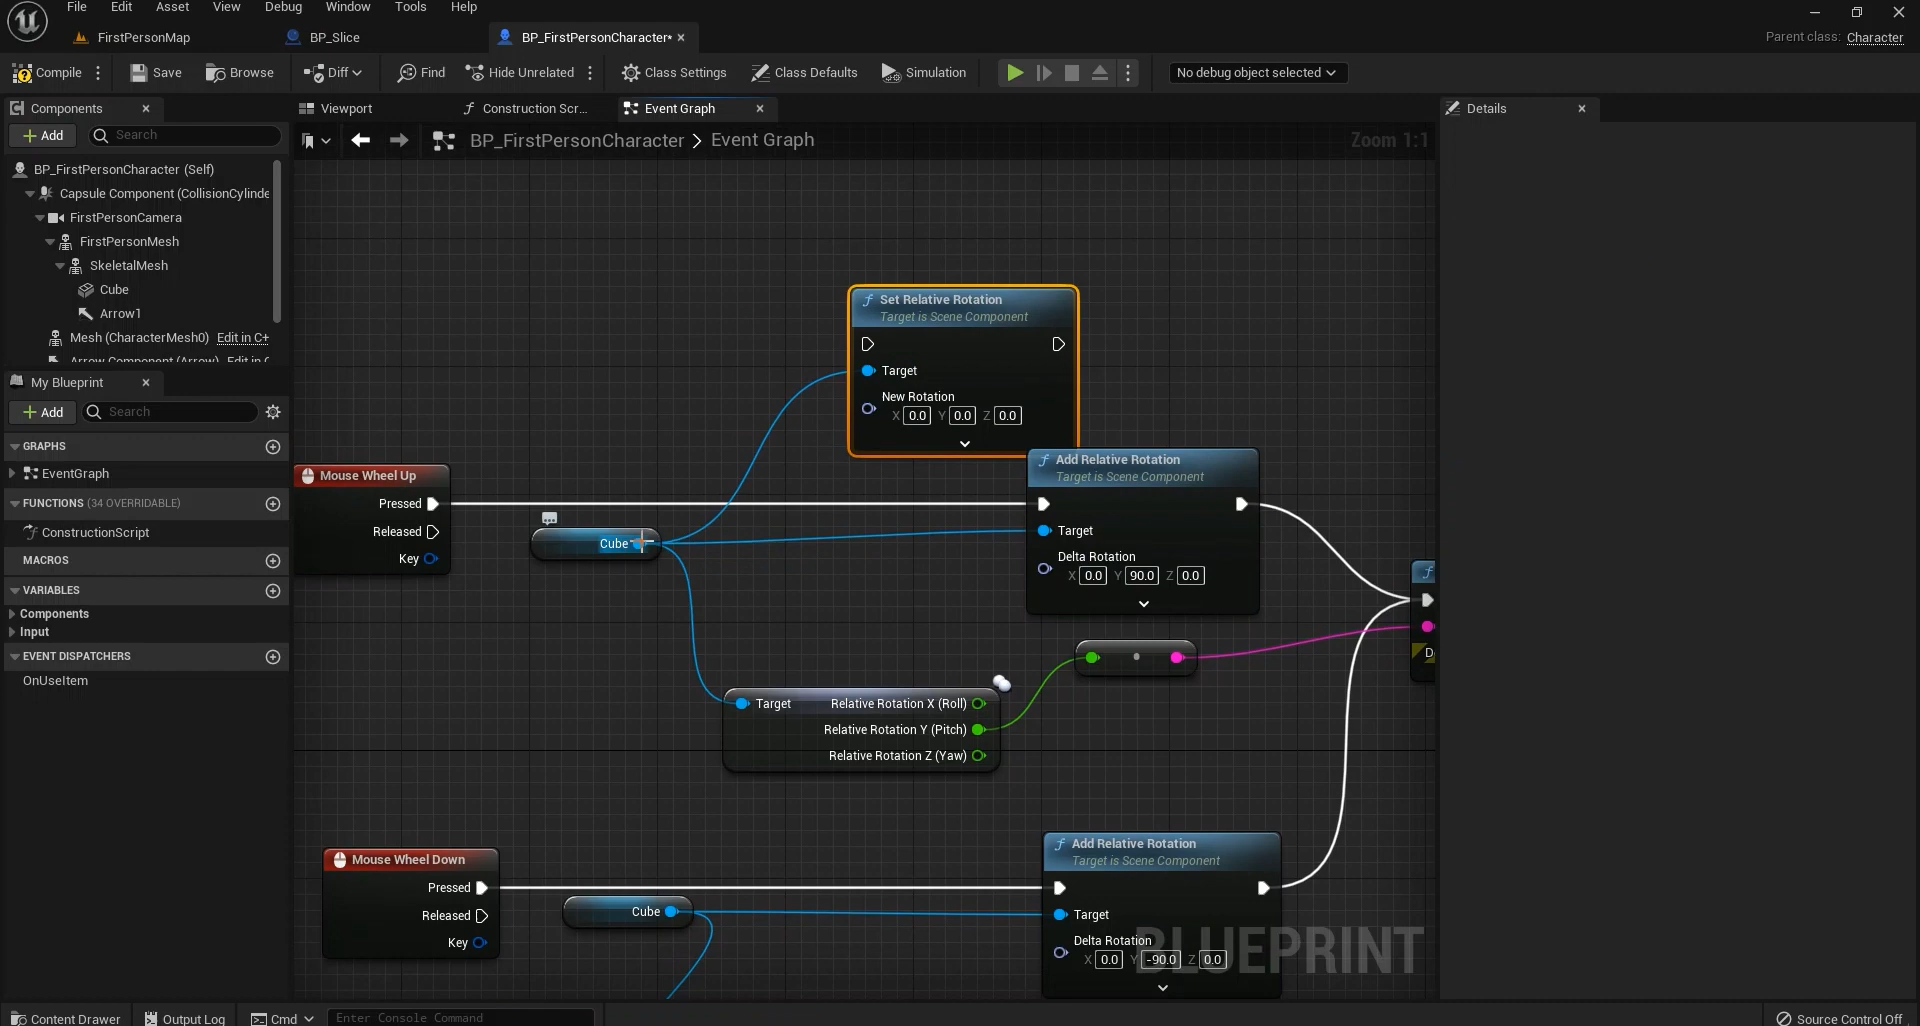 File Edit Asset View Window Debug Tools Help
FirstPersonMap BP_Slice BP_FirstPersonCharacter* Parent class: Character
Compile Save Browse Diff Find Hide Unrelated Class Settings Class Defaults Simulation No debug object selected
Components Viewport Construction Scr... Event Graph Details
Add Search
BP_FirstPersonCharacter > Event Graph Zoom 1:1
BP_FirstPersonCharacter (Self)
Capsule Component (CollisionCylinde
FirstPersonCamera
FirstPersonMesh
SkeletalMesh
Cube
Arrow1
Mesh (CharacterMesh0) Edit in C+
Arrow Component (Arrow) Edit in C
My Blueprint
Add Search
GRAPHS
EventGraph
FUNCTIONS (34 OVERRIDABLE)
ConstructionScript
MACROS
VARIABLES
Components
Input
EVENT DISPATCHERS
OnUseItem
Set Relative Rotation
Target is Scene Component
Target
New Rotation
X 0.0 Y 0.0 Z 0.0
Mouse Wheel Up
Pressed
Released
Key
Cube
Add Relative Rotation
Target is Scene Component
Target
Delta Rotation
X 0.0 Y 90.0 Z 0.0
Target Relative Rotation X (Roll)
Relative Rotation Y (Pitch)
Relative Rotation Z (Yaw)
Mouse Wheel Down
Pressed
Released
Key
Cube
Add Relative Rotation
Target is Scene Component
Target
Delta Rotation
X 0.0 Y -90.0 Z 0.0
BLUEPRINT
Content Drawer Output Log Cmd Enter Console Command Source Control Off